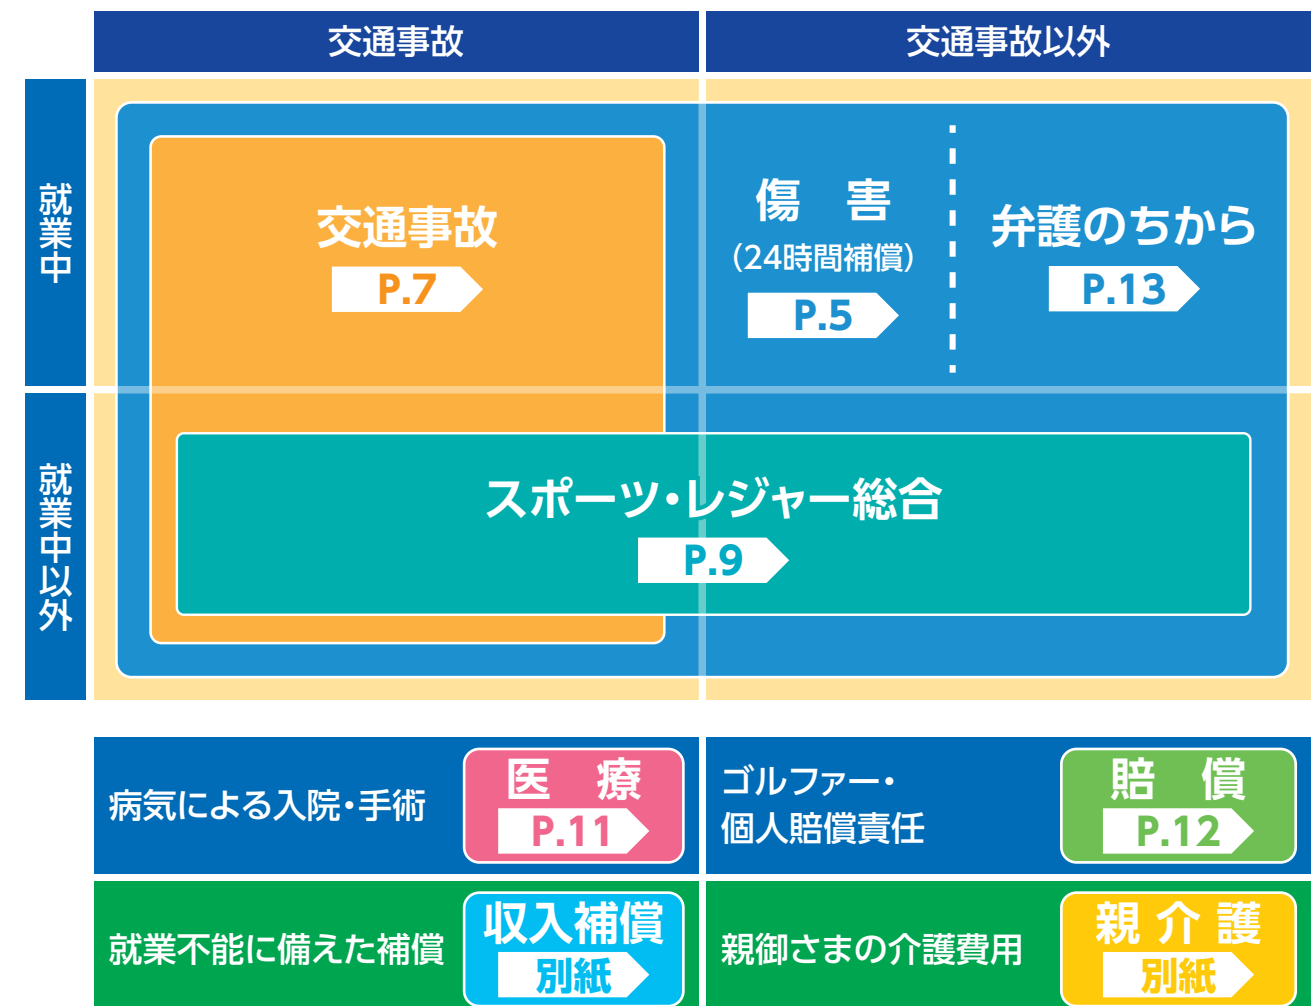 交通事故
交通事故以外
就業中
交通事故
P.7
傷 害
(24時間補償)
P.5
弁護のちから
P.13
就業中以外
スポーツ・レジャー総合
P.9
病気による入院・手術
医 療
P.11
ゴルファー・
個人賠償責任
賠 償
P.12
就業不能に備えた補償
収入補償
別紙
親御さまの介護費用
親 介 護
別紙